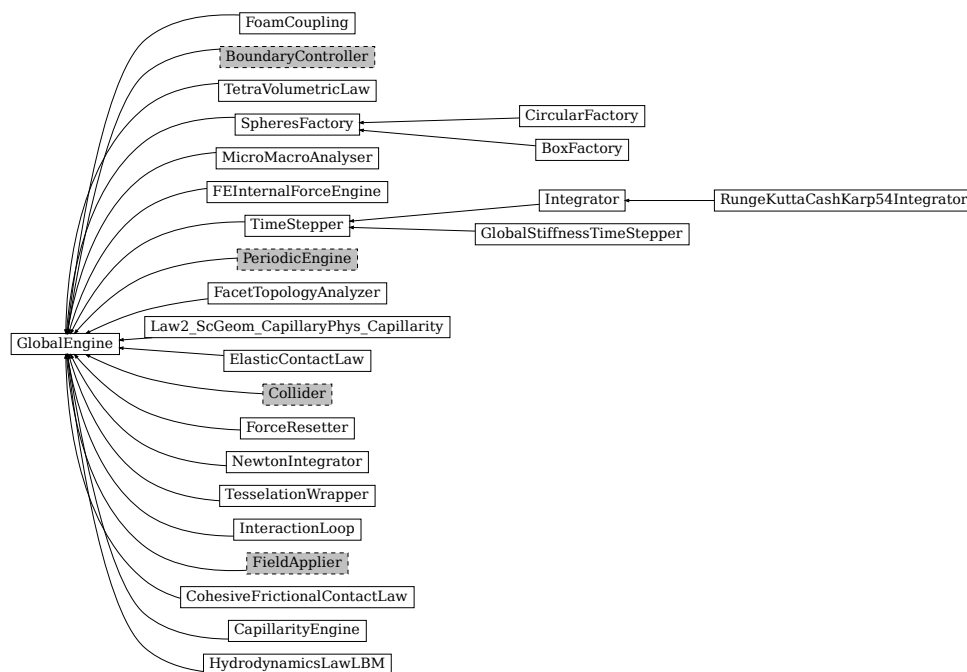 FoamCoupling
BoundaryController
TetraVolumetricLaw
CircularFactory
SpheresFactory
BoxFactory
MicroMacroAnalyser
FEInternalForceEngine
Integrator
RungeKuttaCashKarp54Integrator
TimeStepper
GlobalStiffnessTimeStepper
PeriodicEngine
FacetTopologyAnalyzer
Law2_ScGeom_CapillaryPhys_Capillarity
GlobalEngine
ElasticContactLaw
Collider
ForceResetter
NewtonIntegrator
TesselationWrapper
InteractionLoop
FieldApplier
CohesiveFrictionalContactLaw
CapillarityEngine
HydrodynamicsLawLBM